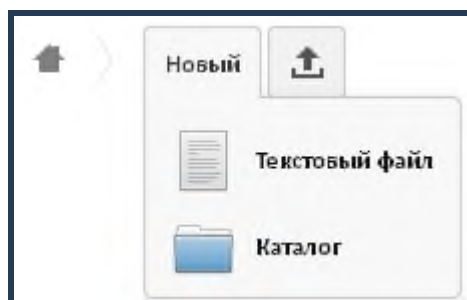 Новый
Текстовый файл
Каталог